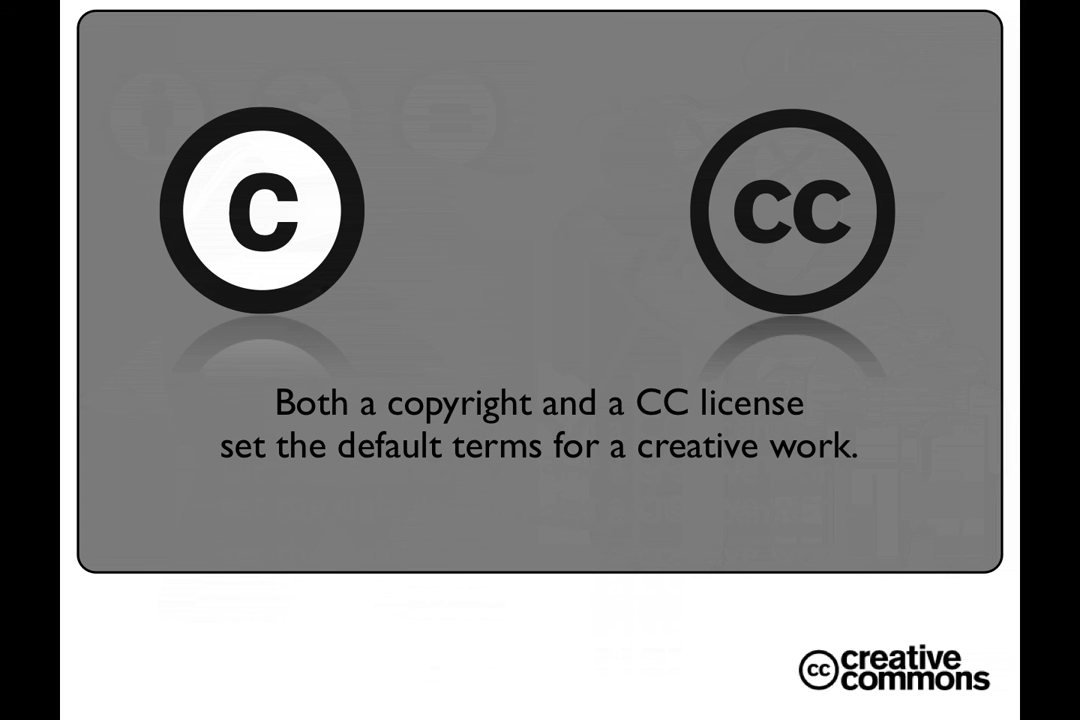 C
CC
Both a copyright and a CC license
set the default terms for a creative work.
cc creative
commons